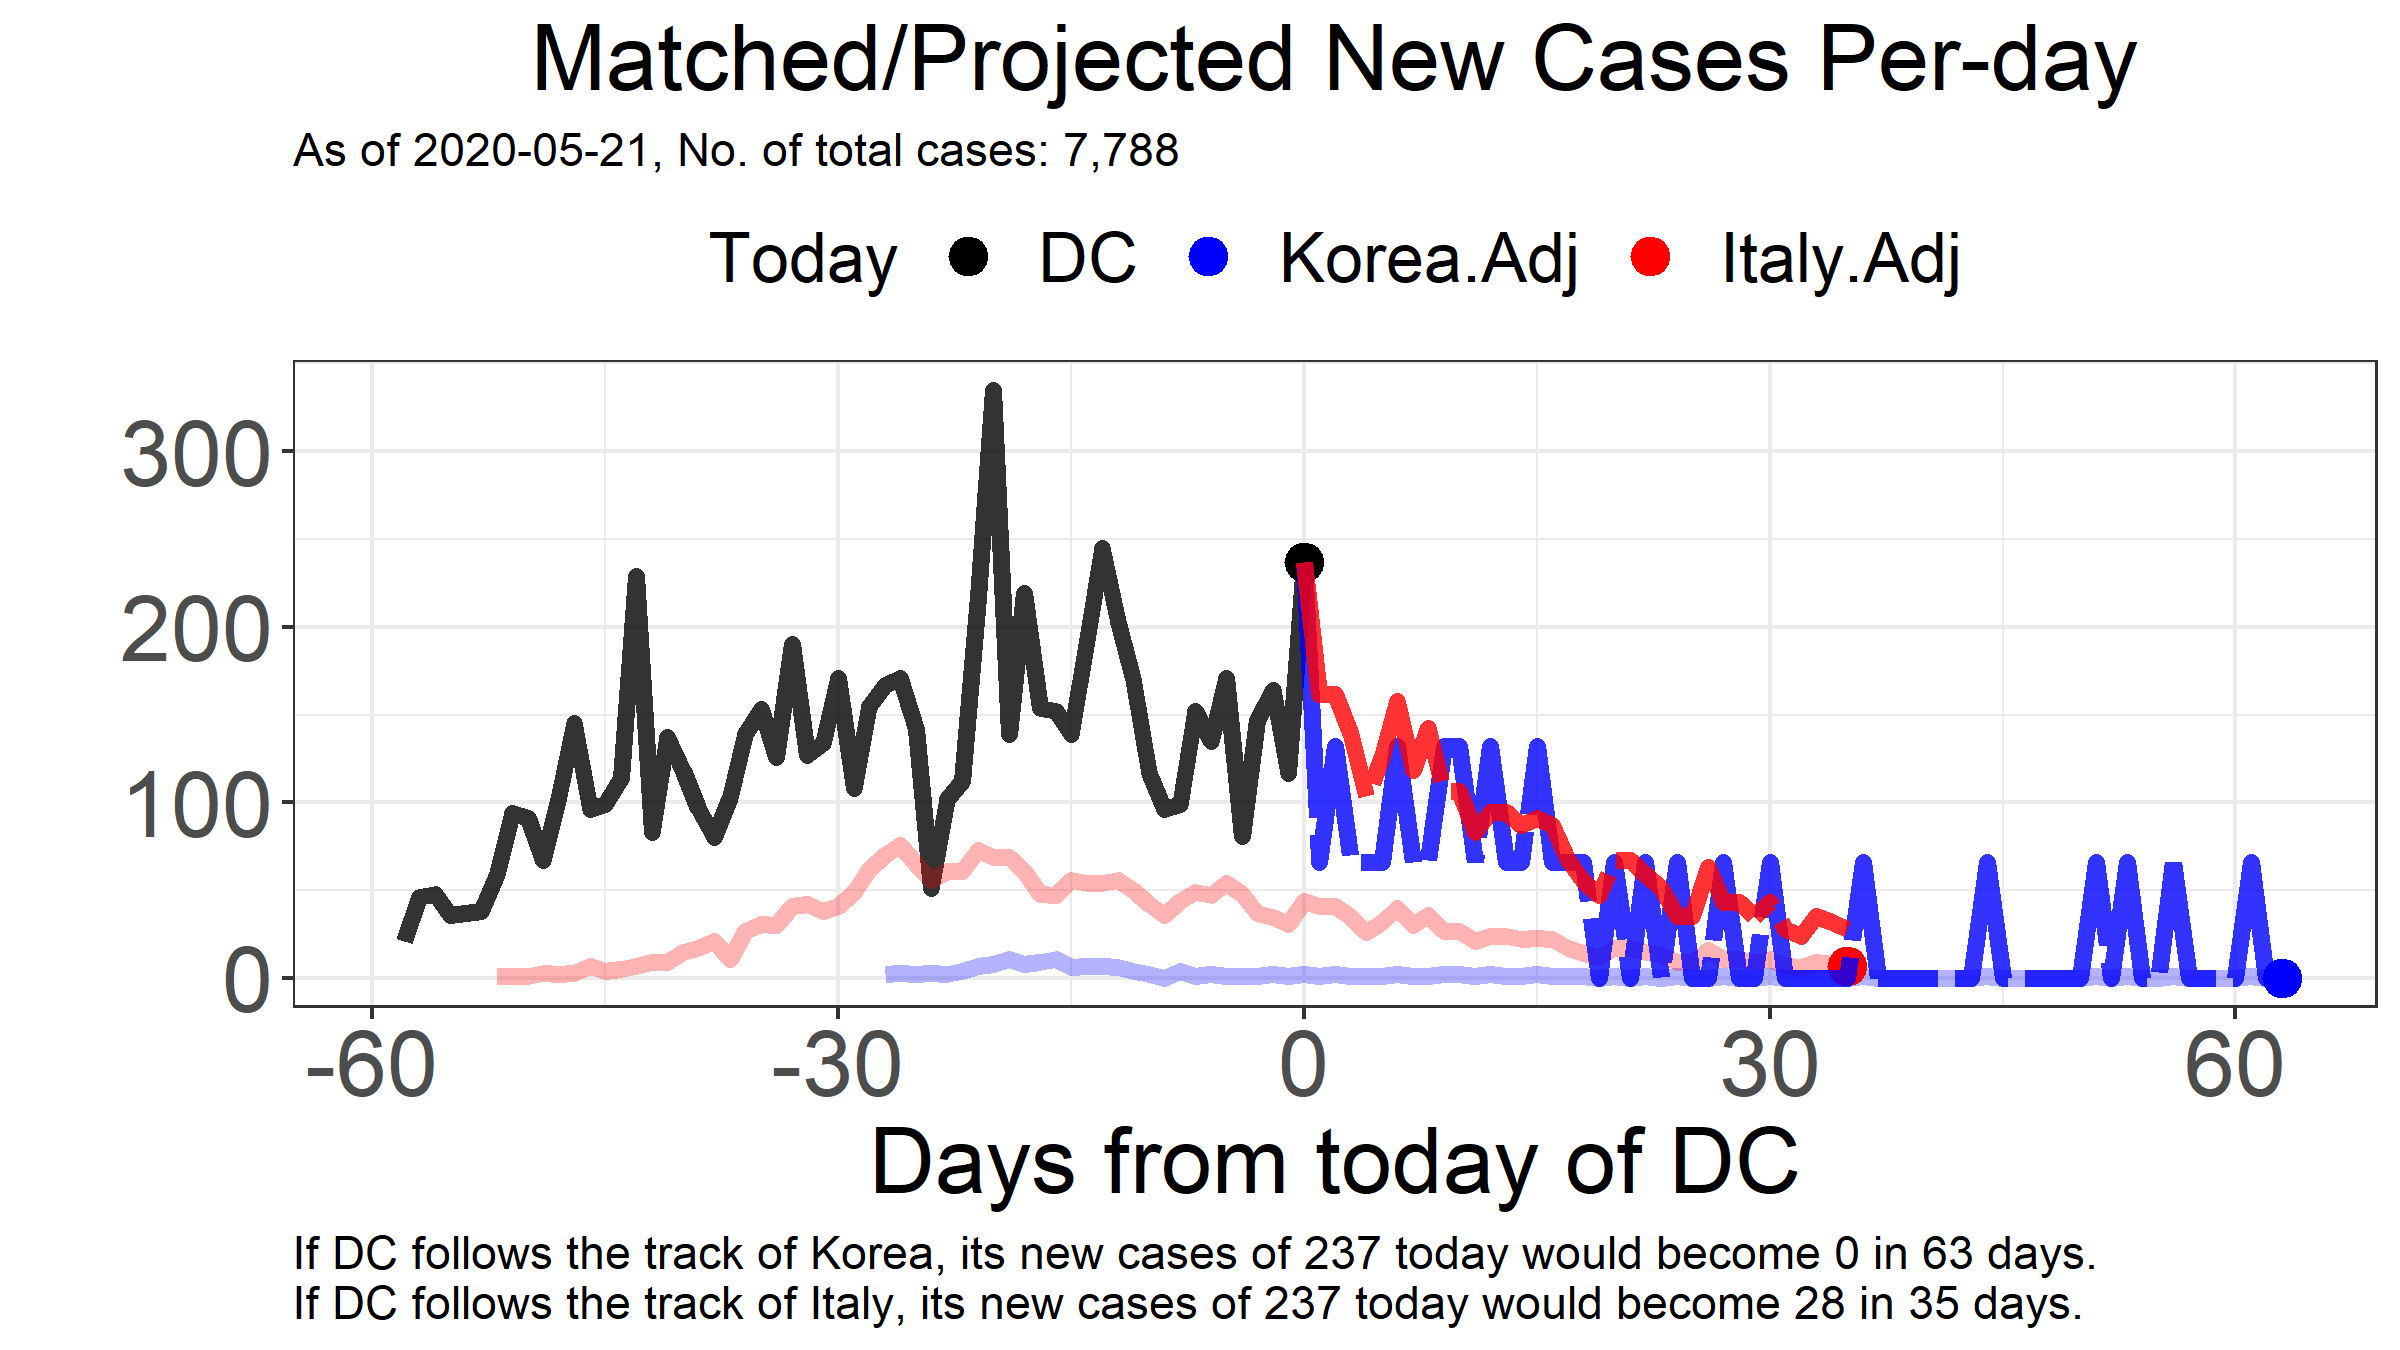 Matched/Projected New Cases Per-day
As of 2020-05-21, No. of total cases: 7,788
Today DC Korea.Adj Italy.Adj
300
200
100
0
-60 -30 0 30 60
Days from today of DC
If DC follows the track of Korea, its new cases of 237 today would become 0 in 63 days.
If DC follows the track of Italy, its new cases of 237 today would become 28 in 35 days.